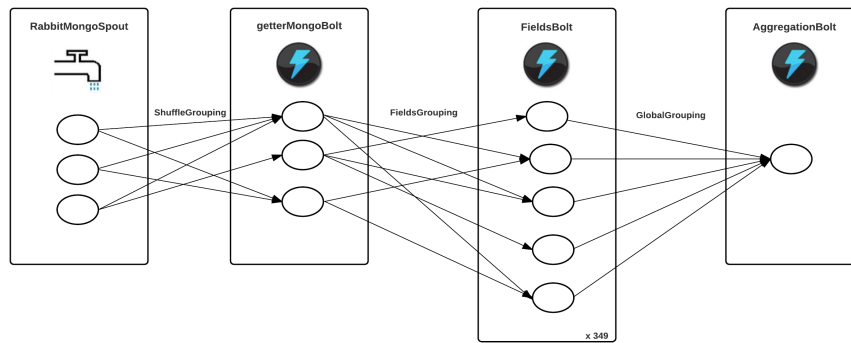 RabbitMongoSpout
getterMongoBolt
FieldsBolt
AggregationBolt
ShuffleGrouping
FieldsGrouping
GlobalGrouping
x 349